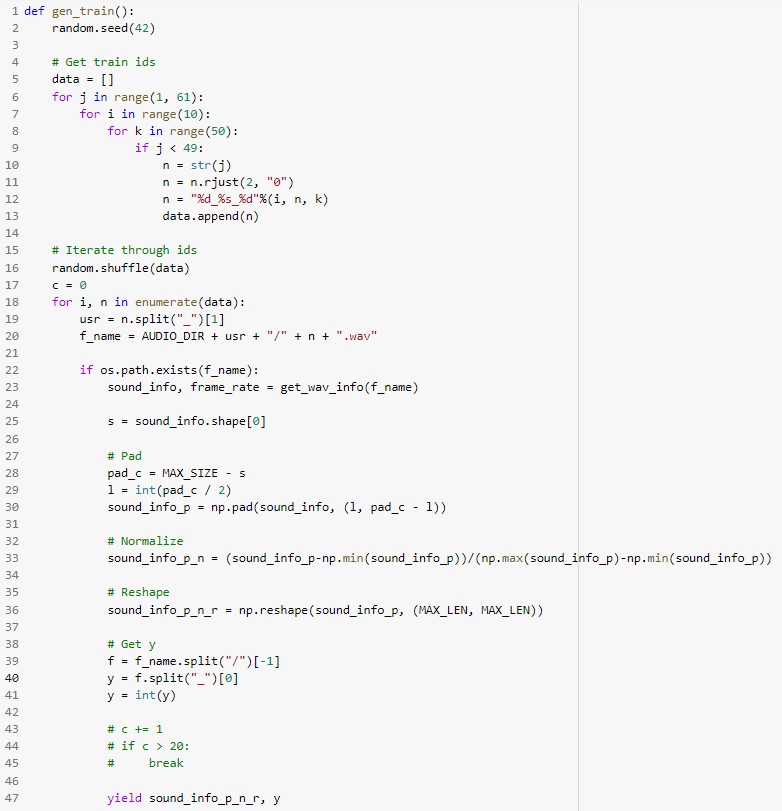 1 def gen_train():
2     random.seed(42)
3
4     # Get train ids
5     data = []
6     for j in range(1, 61):
7         for i in range(10):
8             for k in range(50):
9                 if j < 49:
10                     n = str(j)
11                     n = n.rjust(2, "0")
12                     n = "%d_%s_%d"%(i, n, k)
13                     data.append(n)
14
15     # Iterate through ids
16     random.shuffle(data)
17     c = 0
18     for i, n in enumerate(data):
19         usr = n.split("_")[1]
20         f_name = AUDIO_DIR + usr + "/" + n + ".wav"
21
22         if os.path.exists(f_name):
23             sound_info, frame_rate = get_wav_info(f_name)
24
25             s = sound_info.shape[0]
26
27             # Pad
28             pad_c = MAX_SIZE - s
29             l = int(pad_c / 2)
30             sound_info_p = np.pad(sound_info, (l, pad_c - l))
31
32             # Normalize
33             sound_info_p_n = (sound_info_p-np.min(sound_info_p))/(np.max(sound_info_p)-np.min(sound_info_p))
34
35             # Reshape
36             sound_info_p_n_r = np.reshape(sound_info_p, (MAX_LEN, MAX_LEN))
37
38             # Get y
39             f = f_name.split("/")[-1]
40             y = f.split("_")[0]
41             y = int(y)
42
43             # c += 1
44             # if c > 20:
45             #     break
46
47             yield sound_info_p_n_r, y